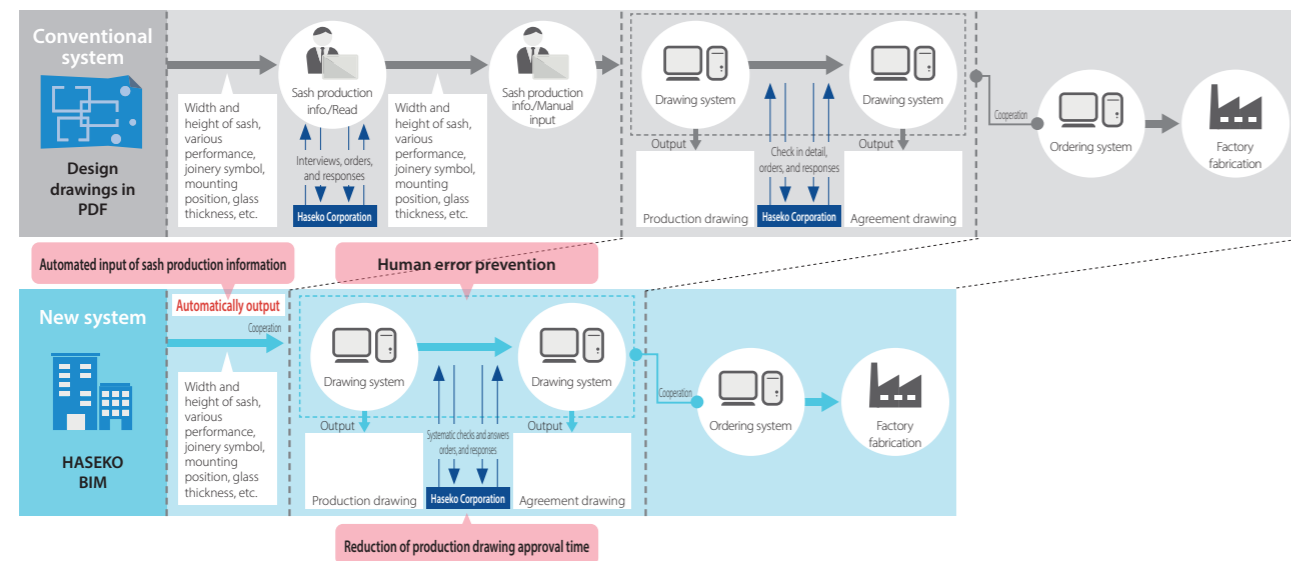 Conventional
system
Design
drawings in
PDF
Width and
height of sash,
various
performance,
joinery symbol,
mounting
position, glass
thickness, etc.
Sash production
info./Read
Interviews, orders,
and responses
Haseko Corporation
Width and
height of sash,
various
performance,
joinery symbol,
mounting
position, glass
thickness, etc.
Sash production
info./Manual
input
Drawing system
Output
Production drawing
Check in detail,
orders, and responses
Haseko Corporation
Drawing system
Output
Agreement drawing
Cooperation
Ordering system
Factory
fabrication
Automated input of sash production information
Human error prevention
New system
HASEKO
BIM
Automatically output
Cooperation
Width and
height of sash,
various
performance,
joinery symbol,
mounting
position, glass
thickness, etc.
Drawing system
Output
Production drawing
Systematic checks and answers
orders, and responses
Haseko Corporation
Drawing system
Output
Agreement drawing
Cooperation
Ordering system
Factory
fabrication
Reduction of production drawing approval time